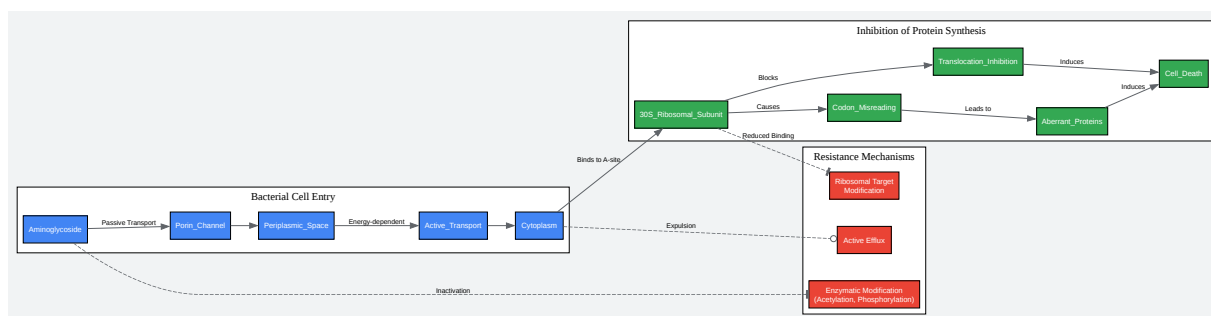 Inhibition of Protein Synthesis
Translocation_Inhibition
Induces
Cell_Death
Blocks
Induces
30S_Ribosomal_Subunit
Causes
Codon_Misreading
Leads to
Aberrant_Proteins
Reduced Binding
Binds to A-site
Resistance Mechanisms
Ribosomal Target
Modification
Bacterial Cell Entry
Aminoglycoside
Passive Transport
Porin_Channel
Periplasmic_Space
Energy-dependent
Active_Transport
Cytoplasm
Expulsion
Active Efflux
Inactivation
Enzymatic Modification
(Acetylation, Phosphorylation)